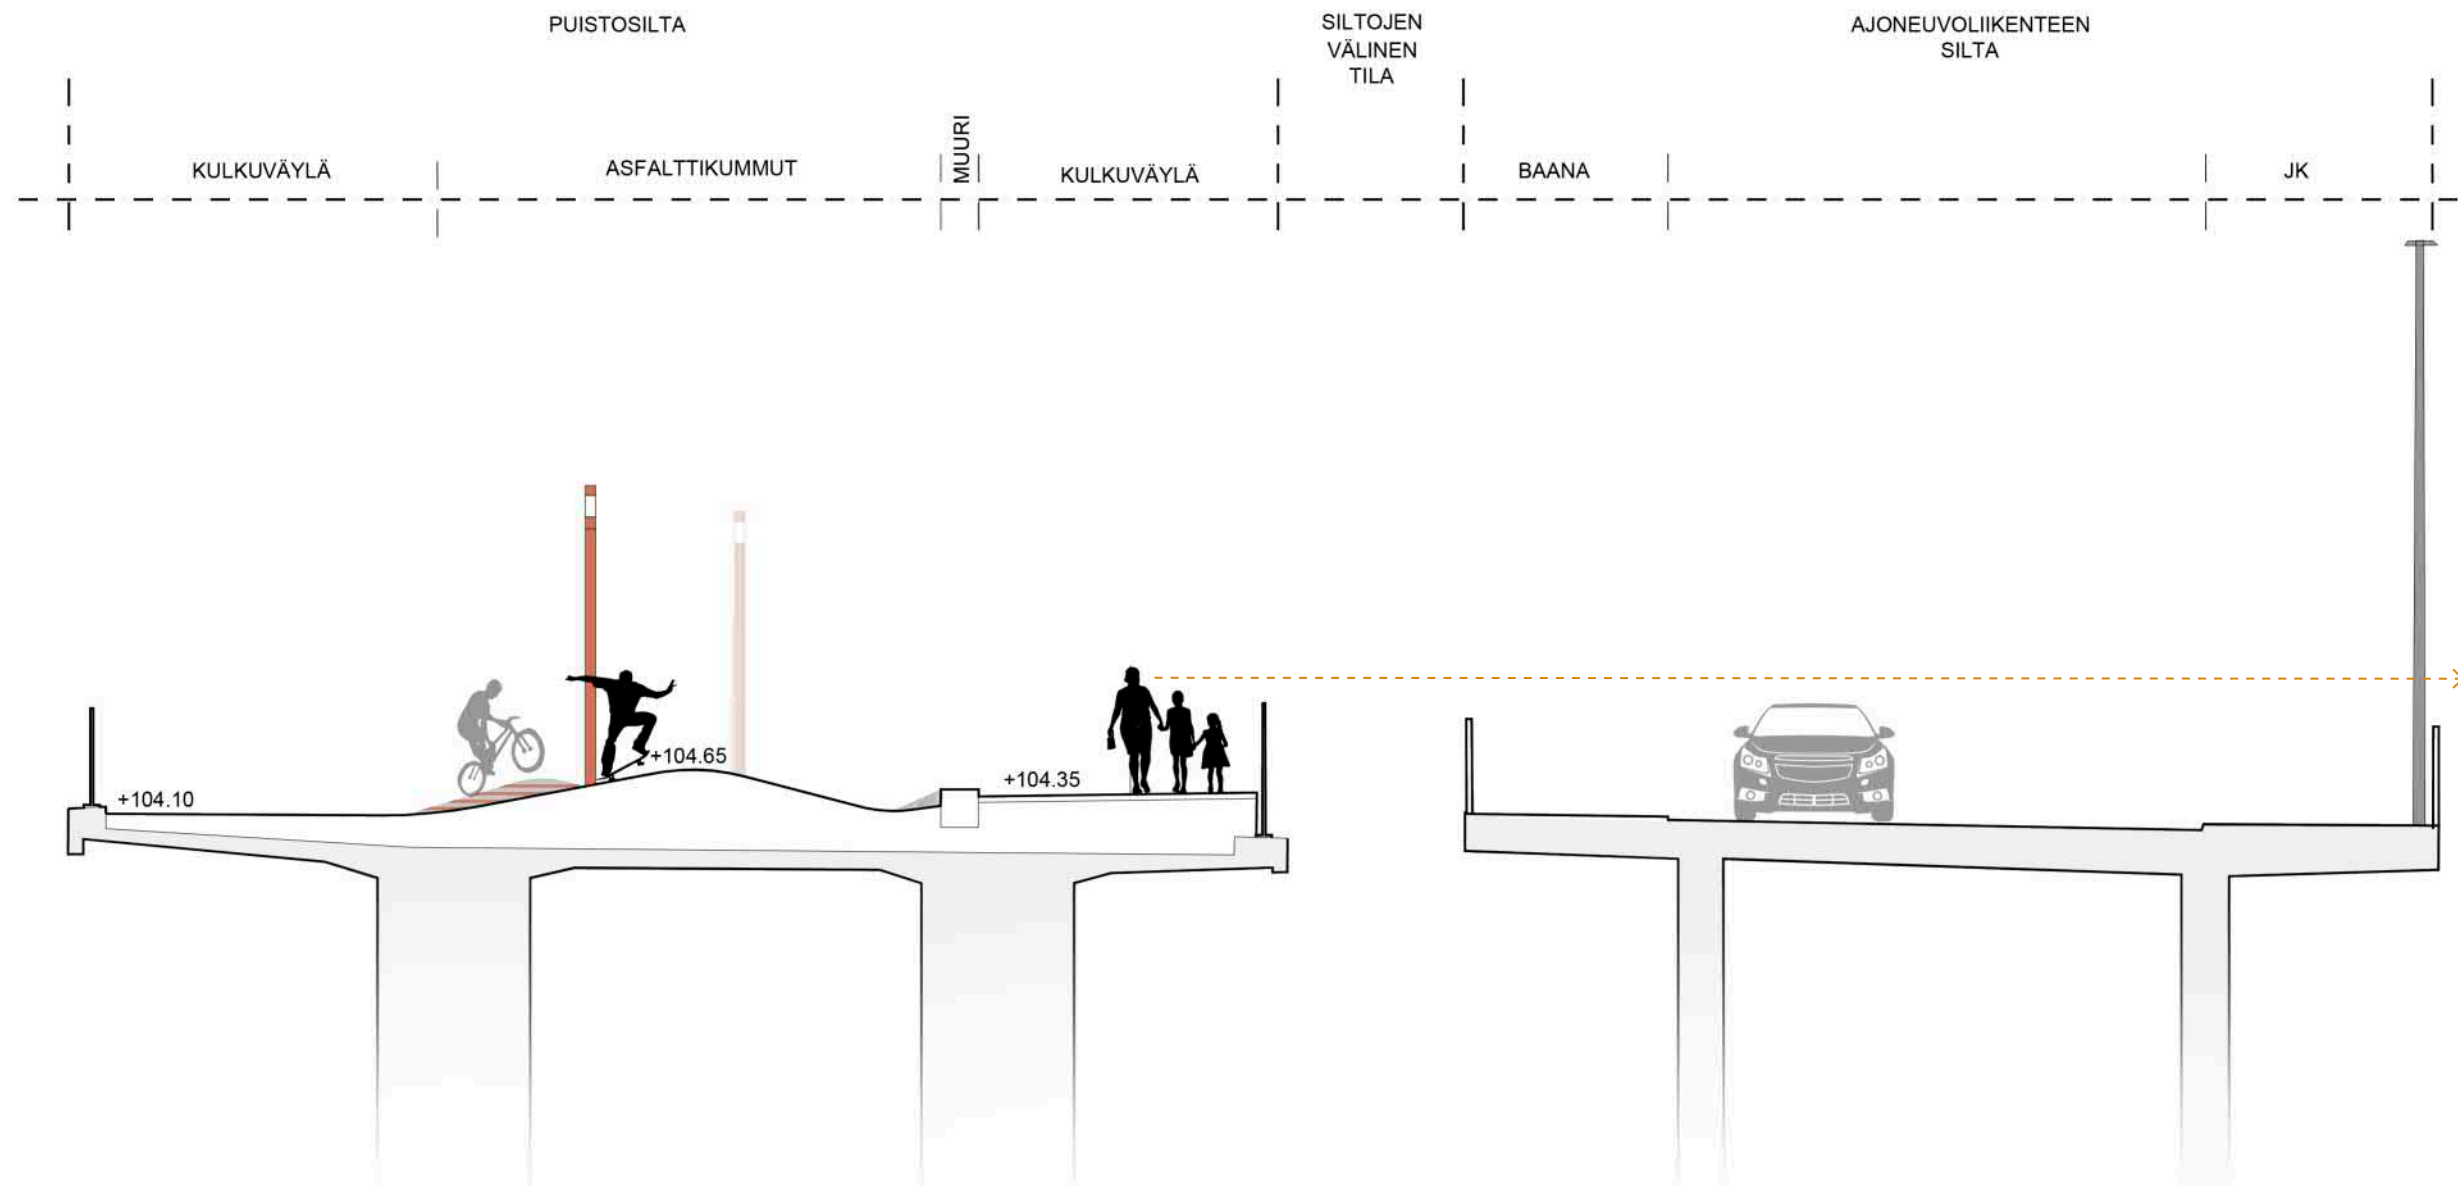 PUISTOSILTA
SILTOJEN
VÄLINEN
TILA
AJONEUVOLIIKENTEEN
SILTA
KULKUVÄYLÄ
ASFALTTIKUMMUT
MUURI
KULKUVÄYLÄ
BAANA
JK
+104.65
+104.35
+104.10